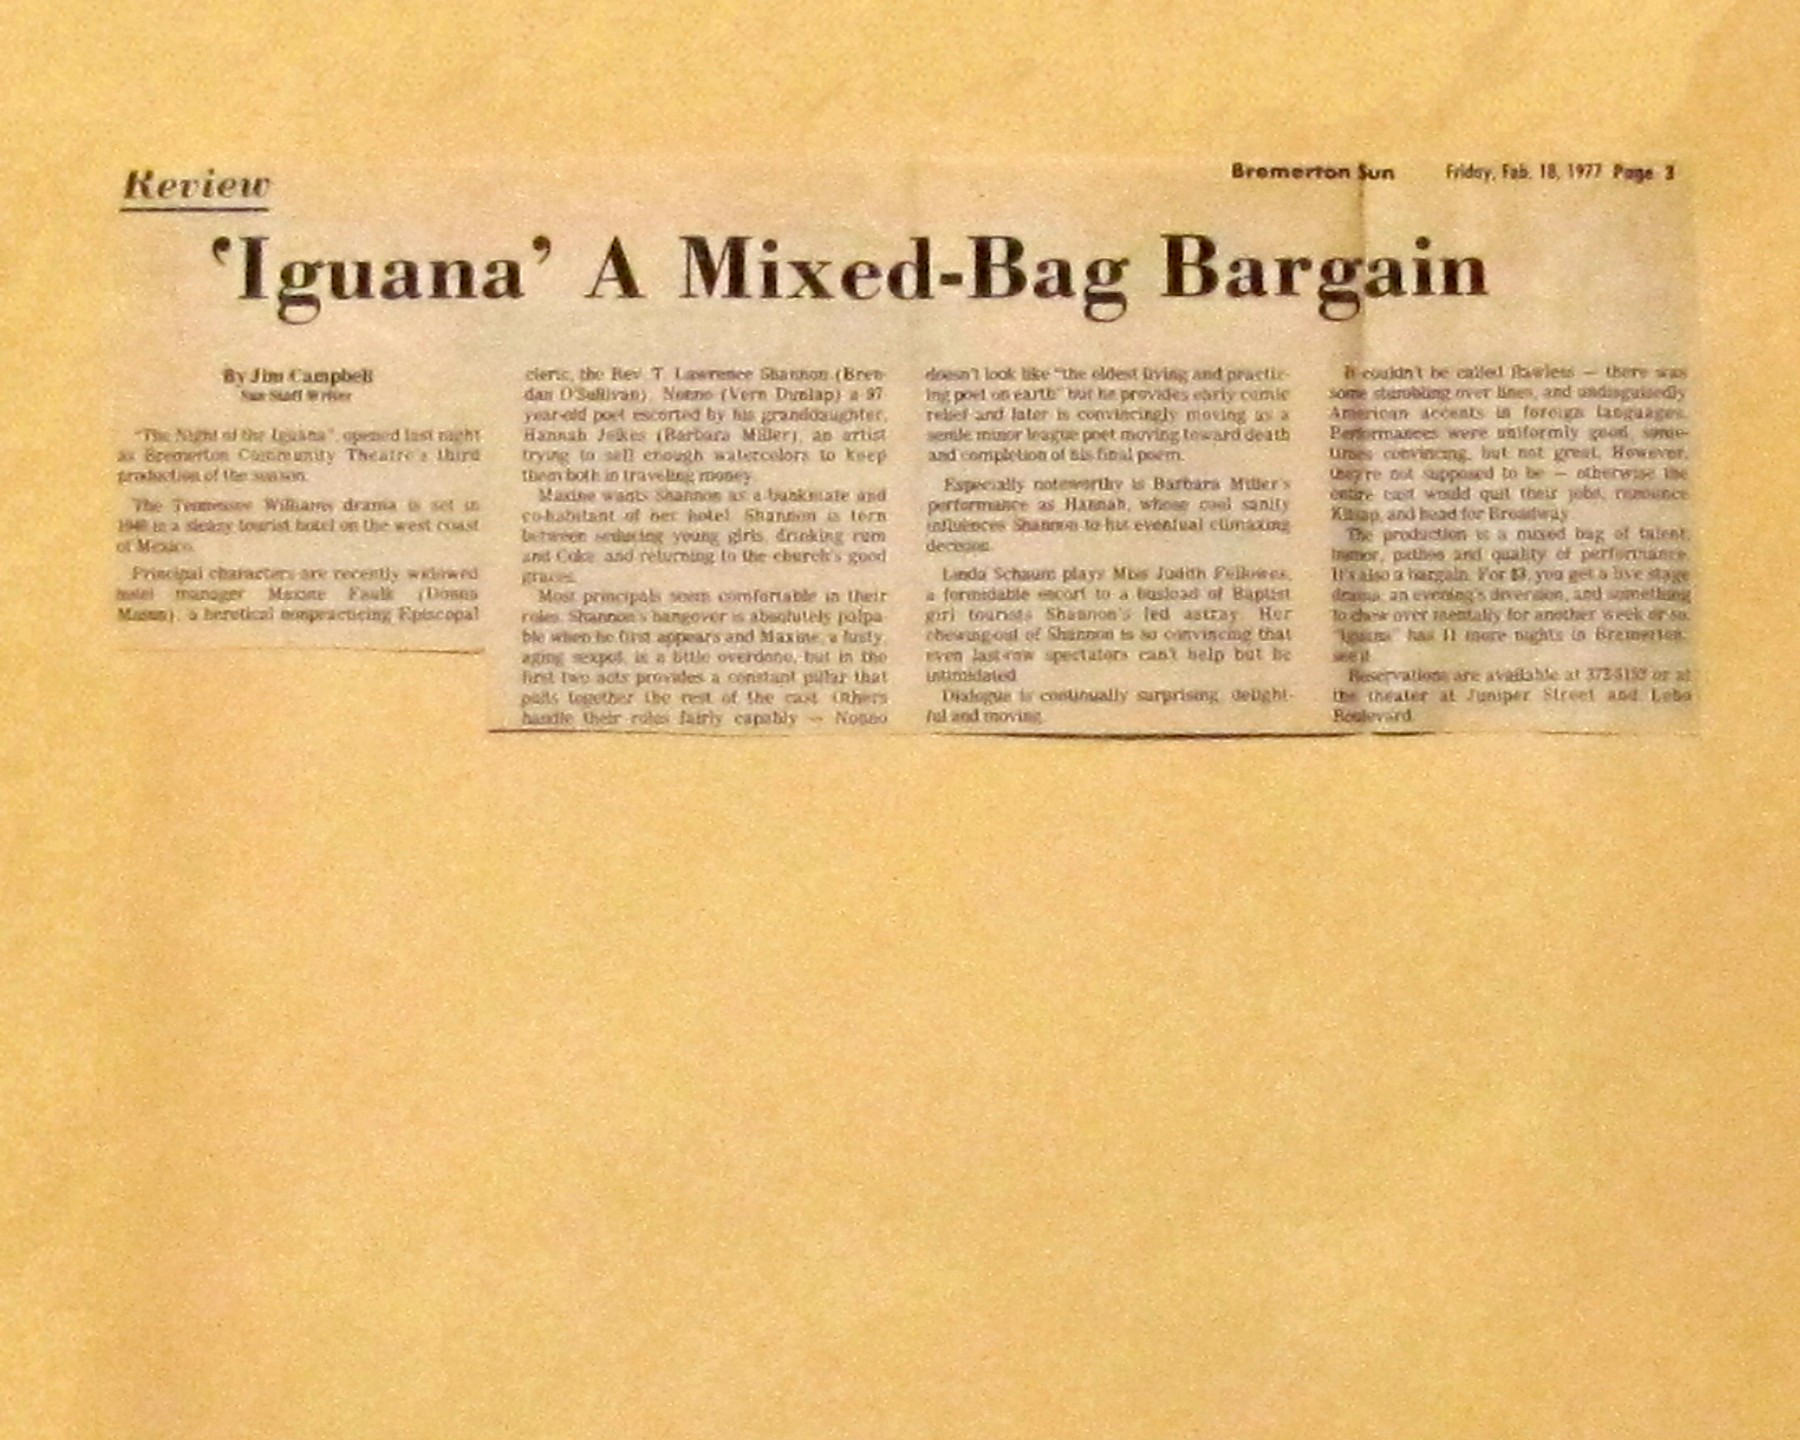 Review
Bremerton Sun Friday, Feb. 18, 1977 Page 3
‘Iguana’ A Mixed-Bag Bargain
By Jim Campbell
Sun Staff Writer
"The Night of the Iguana", opened last night
as Bremerton Community Theatre's third
production of the season.
The Tennessee Williams drama is set in
1940 in a sleazy tourist hotel on the west coast
of Mexico.
Principal characters are recently widowed
hotel manager Maxine Faulk (Donna
Mason), a heretical nonpracticing Episcopal
cleric, the Rev. T. Lawrence Shannon (Bren-
dan O'Sullivan), Nonno (Vern Dunlap) a 97
year-old poet escorted by his granddaughter,
Hannah Jelkes (Barbara Miller), an artist
trying to sell enough watercolors to keep
them both in traveling money.
Maxine wants Shannon as a bunkmate and
co-habitant of her hotel. Shannon is torn
between seducing young girls, drinking rum
and Coke, and returning to the church's good
graces.
Most principals seem comfortable in their
roles. Shannon's hangover is absolutely palpa-
ble when he first appears and Maxine, a lusty,
aging sexpot, is a little overdone, but in the
first two acts provides a constant pillar that
pulls together the rest of the cast. Others
handle their roles fairly capably — Nonno
doesn't look like "the oldest living and practic-
ing poet on earth" but he provides early comic
relief and later is convincingly moving as a
senile minor league poet moving toward death
and completion of his final poem.
Especially noteworthy is Barbara Miller's
performance as Hannah, whose cool sanity
influences Shannon to his eventual climaxing
decision.
Linda Schaum plays Miss Judith Fellowes,
a formidable escort to a busload of Baptist
girl tourists Shannon's led astray. Her
chewing-out of Shannon is so convincing that
even last-row spectators can't help but be
intimidated.
Dialogue is continually surprising, delight-
ful and moving.
It couldn't be called flawless — there was
some stumbling over lines, and undisguisedly
American accents in foreign languages.
Performances were uniformly good, some-
times convincing, but not great. However,
they're not supposed to be — otherwise the
entire cast would quit their jobs, renounce
Kitsap, and head for Broadway.
The production is a mixed bag of talent,
humor, pathos and quality of performance.
It's also a bargain. For $3, you get a live stage
drama, an evening's diversion, and something
to chew over mentally for another week or so.
"Iguana" has 11 more nights in Bremerton;
see it.
Reservations are available at 373-5152 or at
the theater at Juniper Street and Lebo
Boulevard.